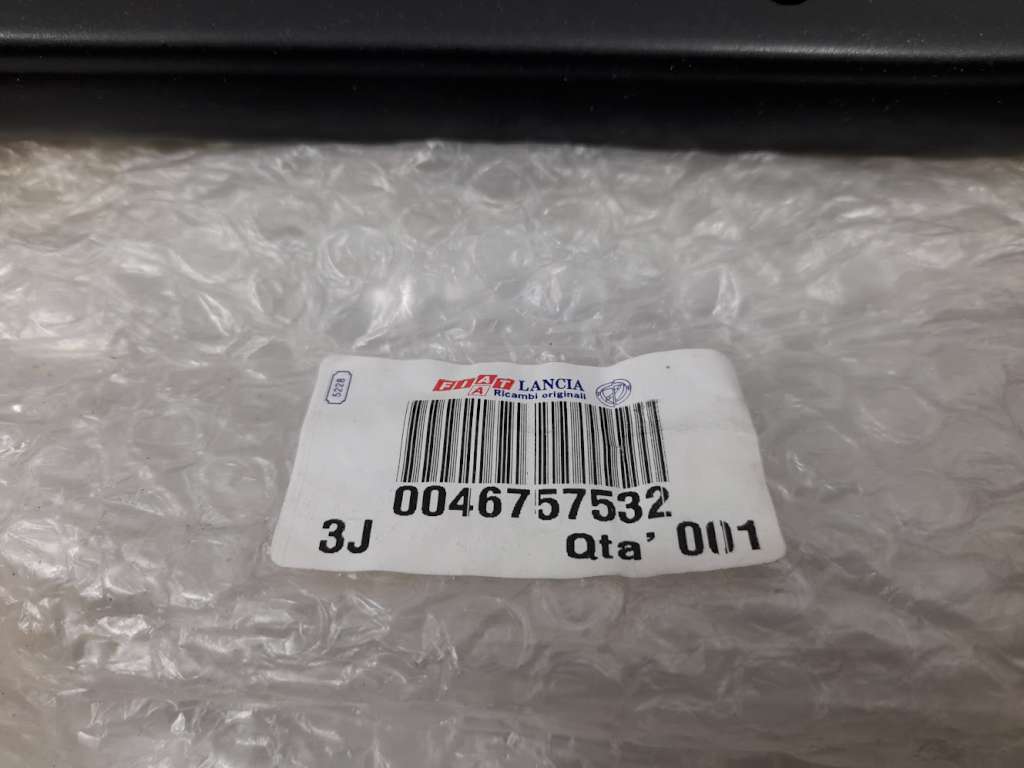 5228
FIAT LANCIA
A
Ricambi originali
0046757532
3J Qta' 001